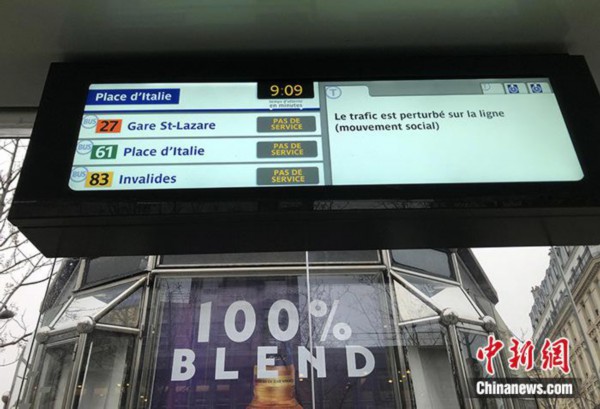 Place d'Italie
9:09
temps d'attente
en minutes
BUS 27 Gare St-Lazare PAS DE SERVICE
BUS 61 Place d'Italie PAS DE SERVICE
BUS 83 Invalides PAS DE SERVICE
T
Le trafic est perturbé sur la ligne
(mouvement social)
100%
BLEND
中新网
Chinanews.com